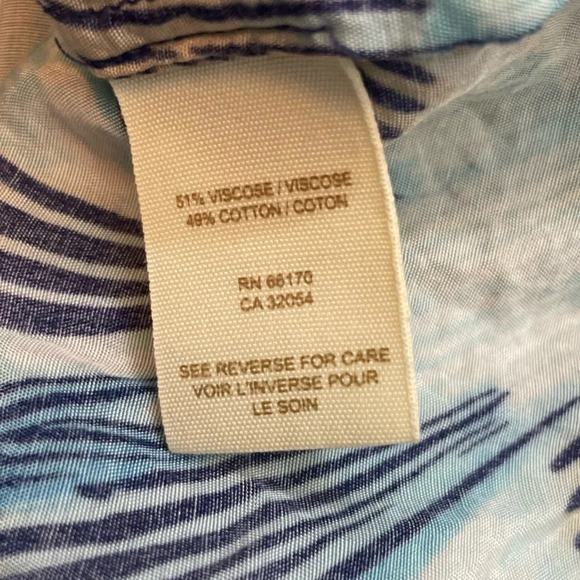 51% VISCOSE / VISCOSE
49% COTTON / COTON
RN 66170
CA 32054
SEE REVERSE FOR CARE
VOIR L'INVERSE POUR
LE SOIN